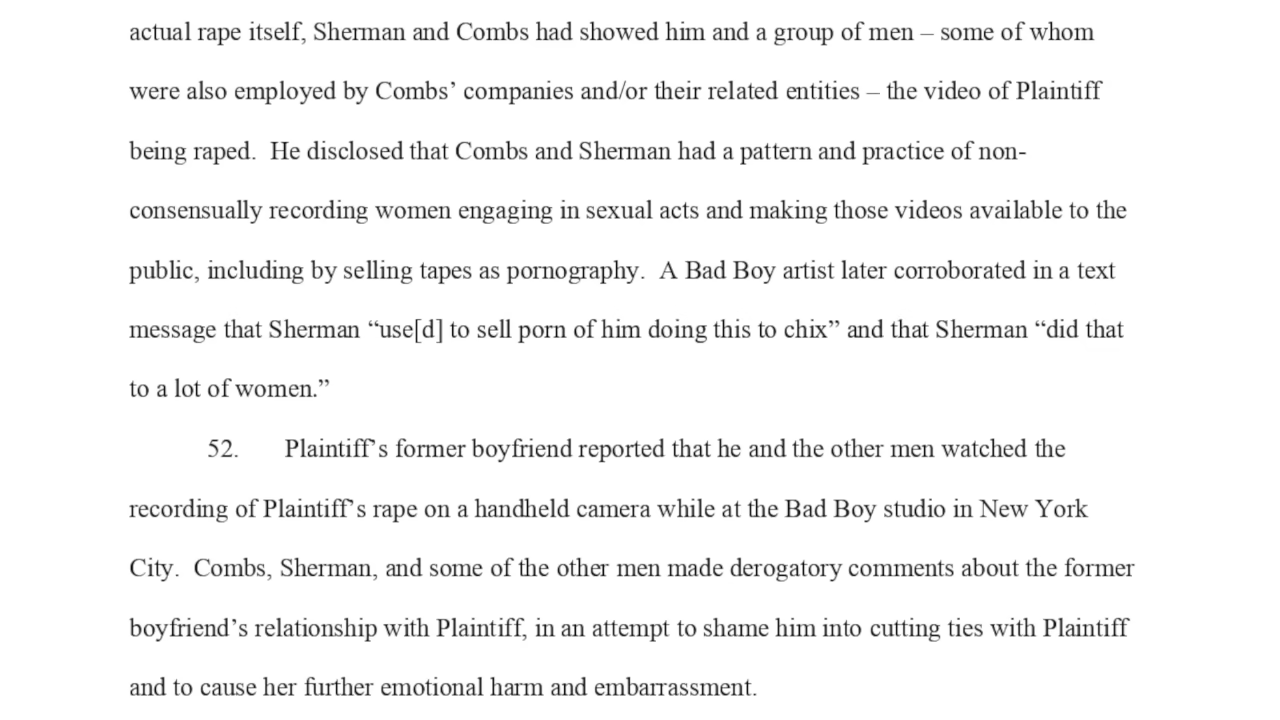 actual rape itself, Sherman and Combs had showed him and a group of men – some of whom
were also employed by Combs’ companies and/or their related entities – the video of Plaintiff
being raped.  He disclosed that Combs and Sherman had a pattern and practice of non-
consensually recording women engaging in sexual acts and making those videos available to the
public, including by selling tapes as pornography.  A Bad Boy artist later corroborated in a text
message that Sherman “use[d] to sell porn of him doing this to chix” and that Sherman “did that
to a lot of women.”
52. Plaintiff’s former boyfriend reported that he and the other men watched the
recording of Plaintiff’s rape on a handheld camera while at the Bad Boy studio in New York
City.  Combs, Sherman, and some of the other men made derogatory comments about the former
boyfriend’s relationship with Plaintiff, in an attempt to shame him into cutting ties with Plaintiff
and to cause her further emotional harm and embarrassment.